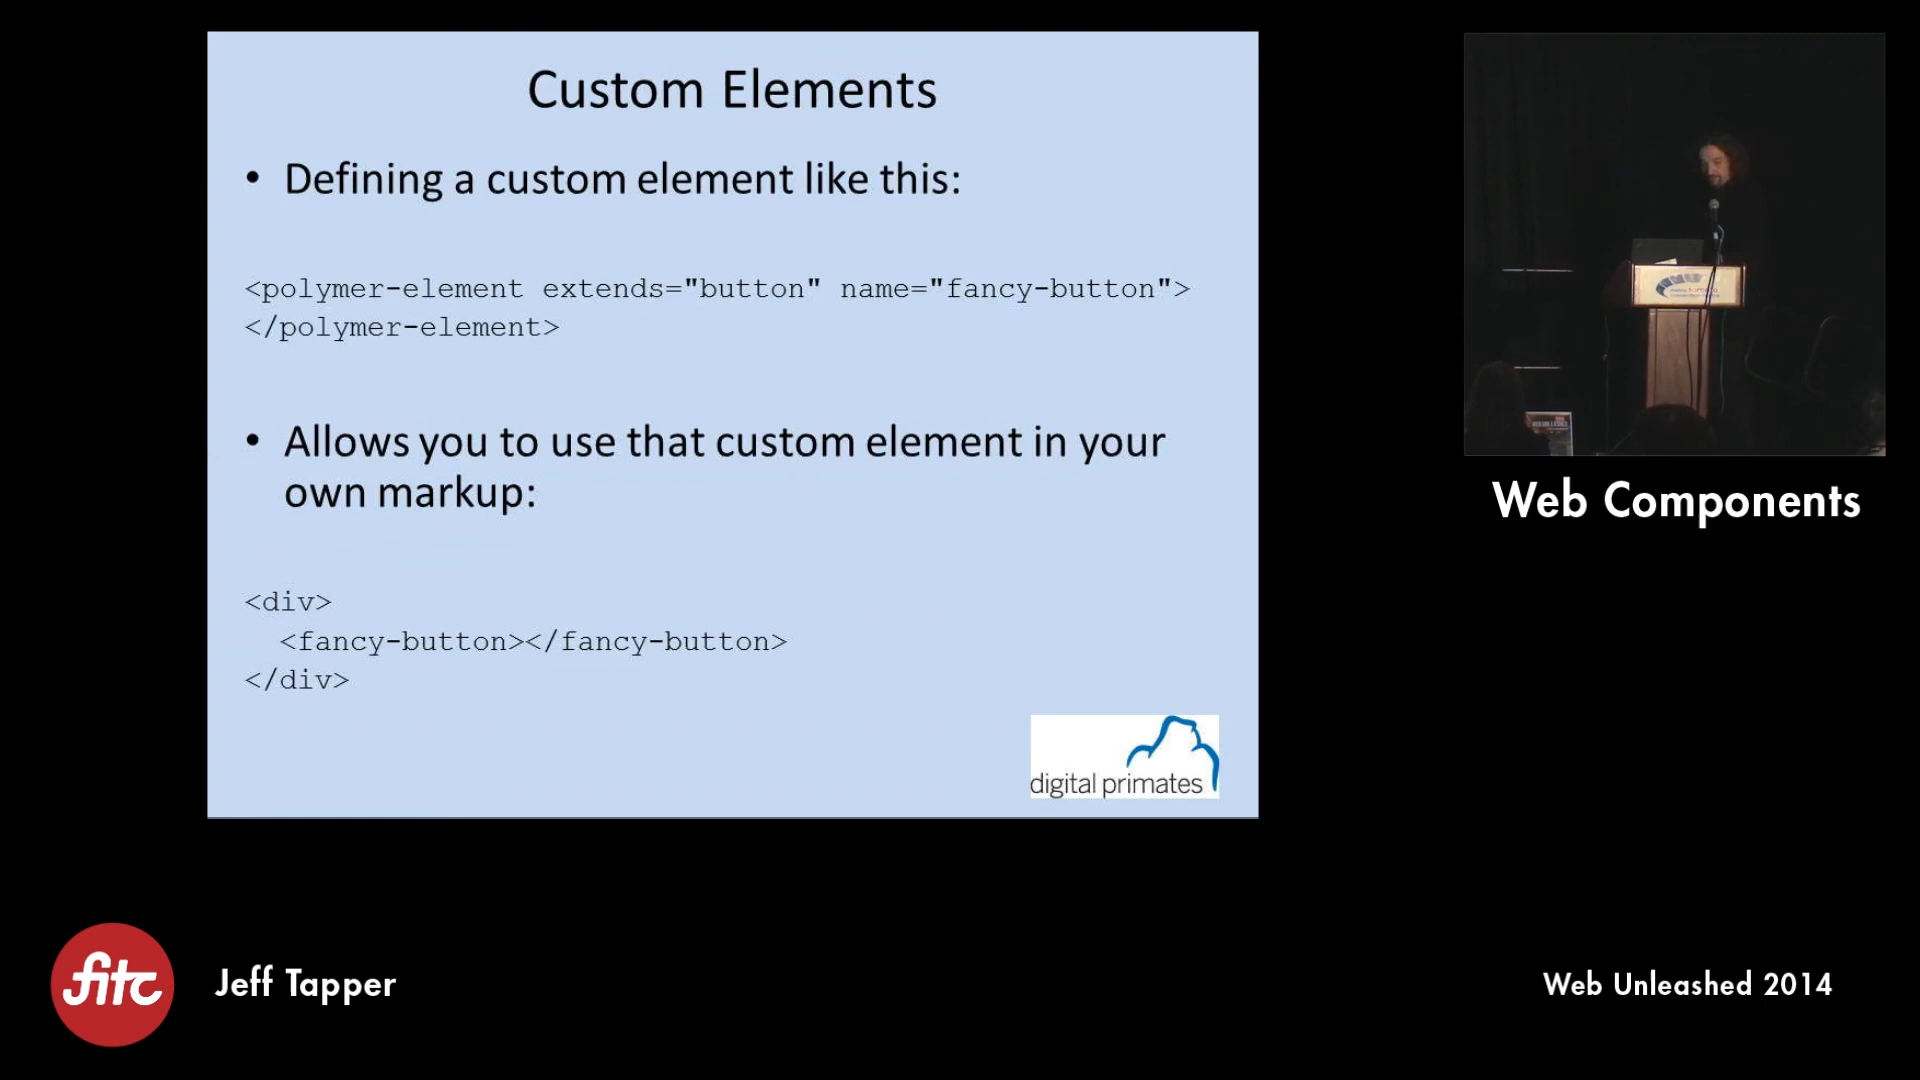 Custom Elements
• Defining a custom element like this:
<polymer-element extends="button" name="fancy-button">
</polymer-element>
• Allows you to use that custom element in your
own markup:
<div>
<fancy-button></fancy-button>
</div>
digital primates
Web Components
fitc
Jeff Tapper
Web Unleashed 2014